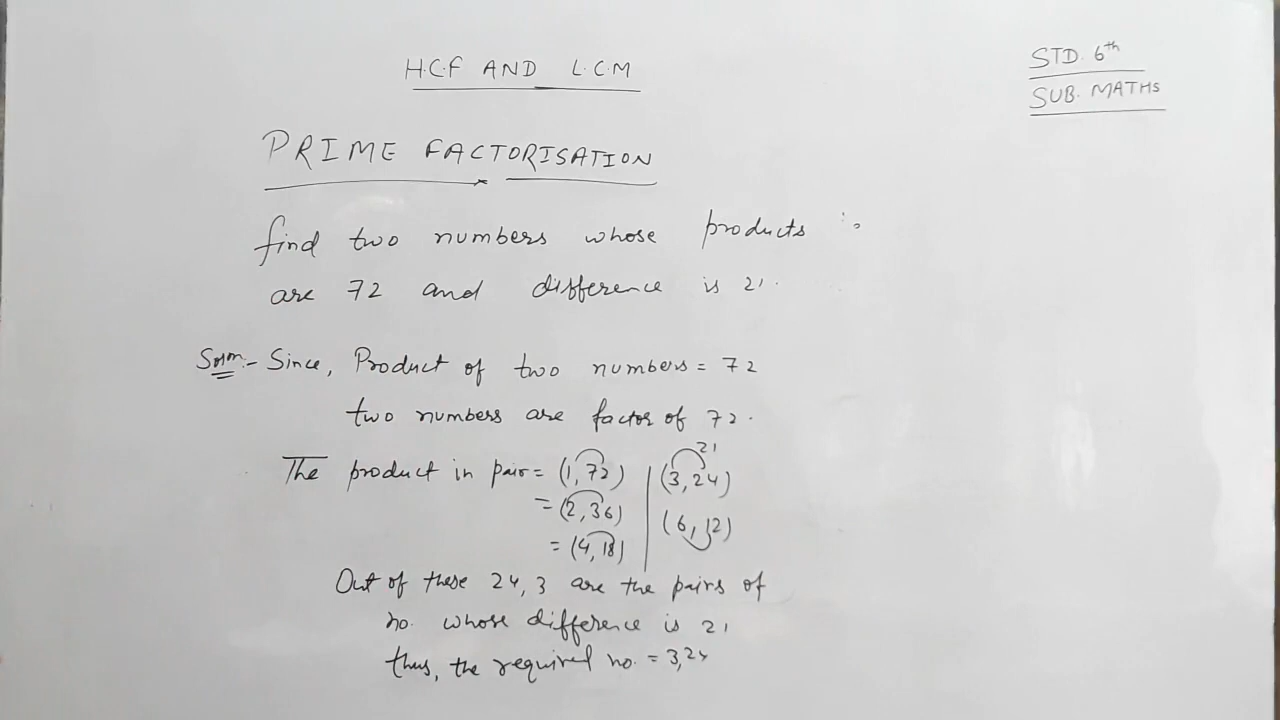 H.C.F AND L.C.M
STD. 6th
SUB. MATHS
PRIME FACTORISATION
find two numbers whose products
are 72 and difference is 21.
Soln:- Since, Product of two numbers = 72
two numbers are factor of 72.
The product in pair = (1,72) | (3,24) 21
= (2,36) (6,12)
= (4,18)
Out of these 24,3 are the pairs of
no. whose difference is 21
thus, the required no. = 3,24